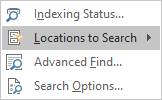 Indexing Status...
Locations to Search
Advanced Find...
Search Options...